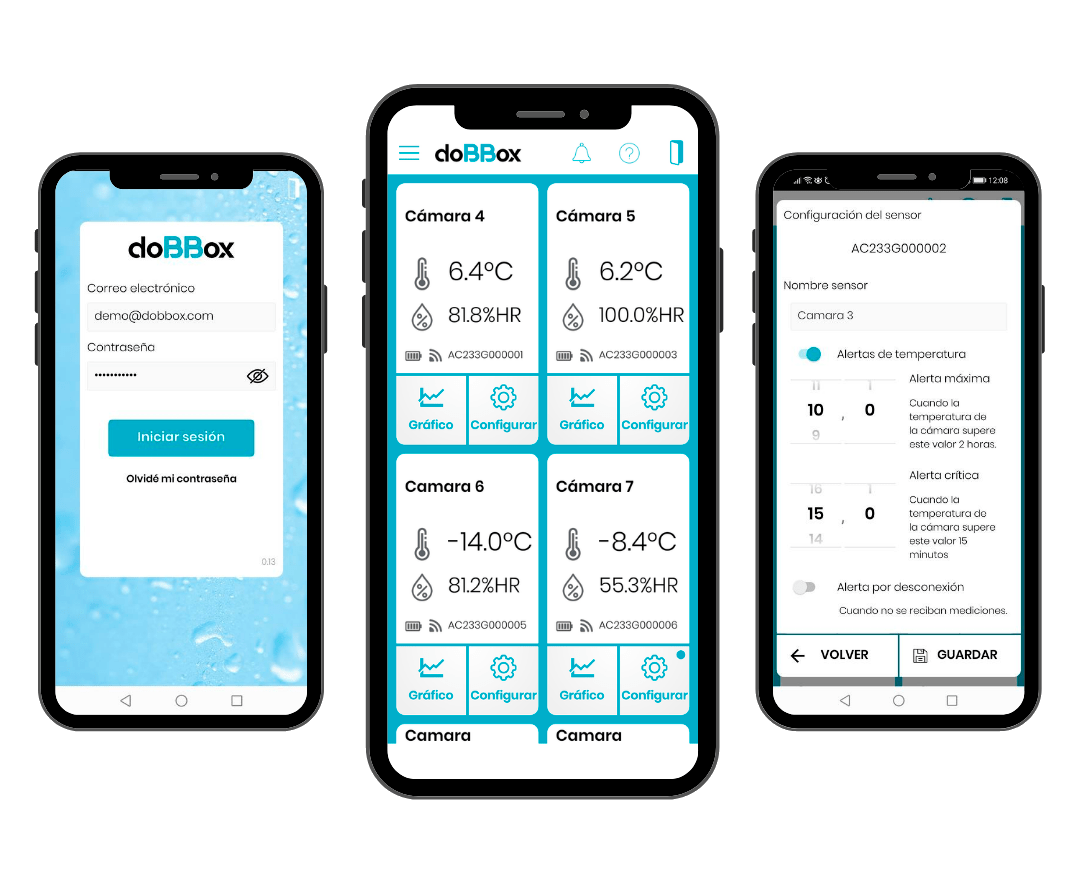 doBBox
Correo electrónico
demo@dobbox.com
Contraseña
•••••••••••
Iniciar sesión
Olvidé mi contraseña
0.13
doBBox
?
Cámara 4
6.4°C
%
81.8%HR
AC233G000001
Gráfico
Configurar
Cámara 5
6.2°C
%
100.0%HR
AC233G000003
Gráfico
Configurar
Camara 6
-14.0°C
%
81.2%HR
AC233G000005
Gráfico
Configurar
Cámara 7
-8.4°C
%
55.3%HR
AC233G000006
Gráfico
Configurar
Camara
Camara
12:08
Configuración del sensor
AC233G000002
Nombre sensor
Camara 3
Alertas de temperatura
11 1
10 , 0
9
Alerta máxima
Cuando la
temperatura de
la cámara supere
este valor 2 horas.
16 1
15 , 0
14
Alerta crítica
Cuando la
temperatura de
la cámara supere
este valor 15
minutos
Alerta por desconexión
Cuando no se reciban mediciones.
VOLVER
GUARDAR